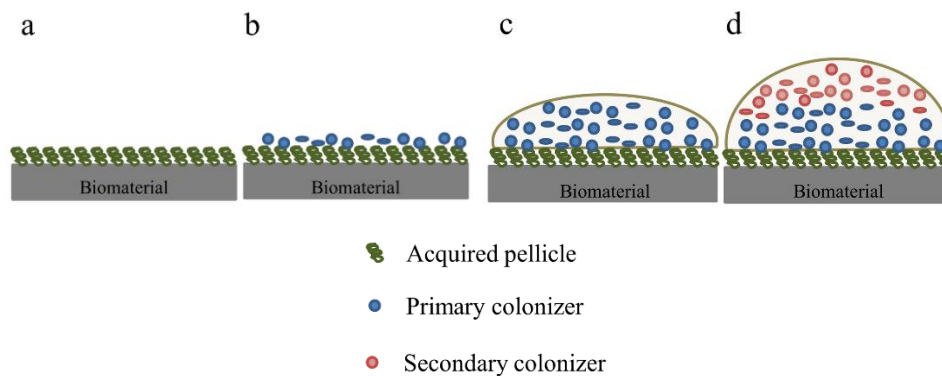 a
b
c
d
Biomaterial
Biomaterial
Biomaterial
Biomaterial
Acquired pellicle
Primary colonizer
Secondary colonizer